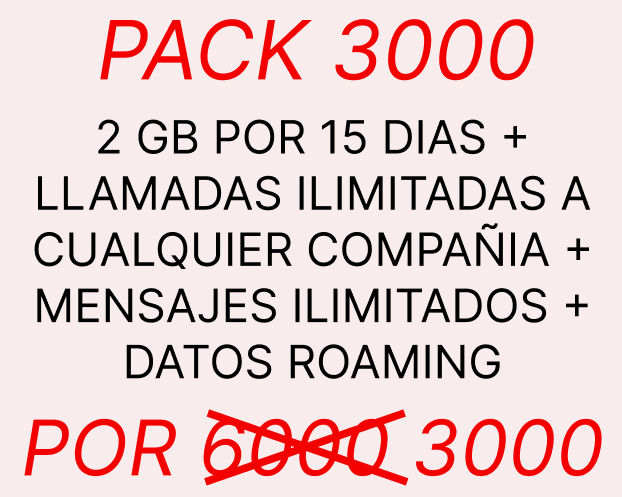 PACK 3000
2 GB POR 15 DIAS +
LLAMADAS ILIMITADAS A
CUALQUIER COMPAÑIA +
MENSAJES ILIMITADOS +
DATOS ROAMING
POR 6000 3000